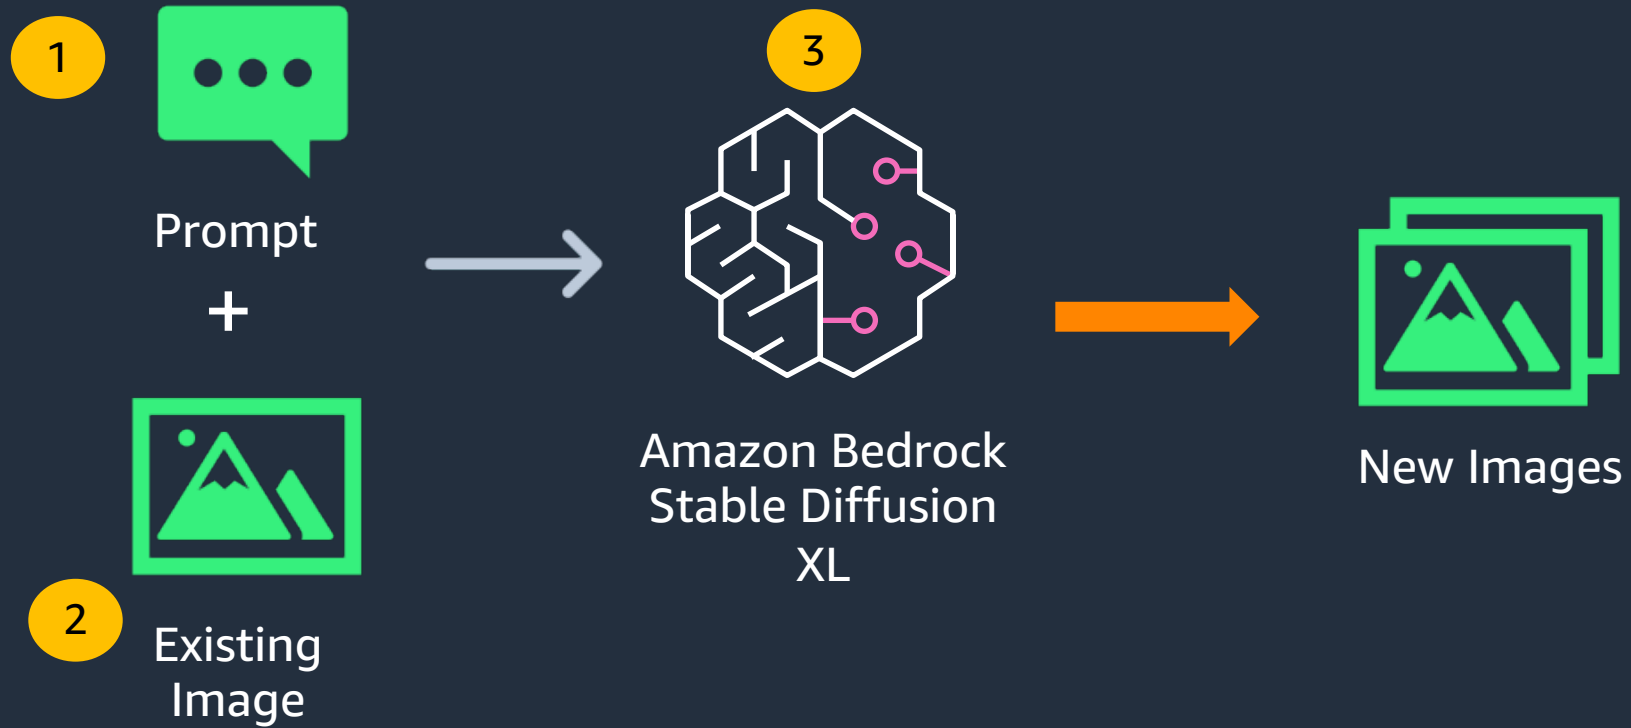 1
Prompt
+
2
Existing
Image
3
Amazon Bedrock
Stable Diffusion
XL
New Images